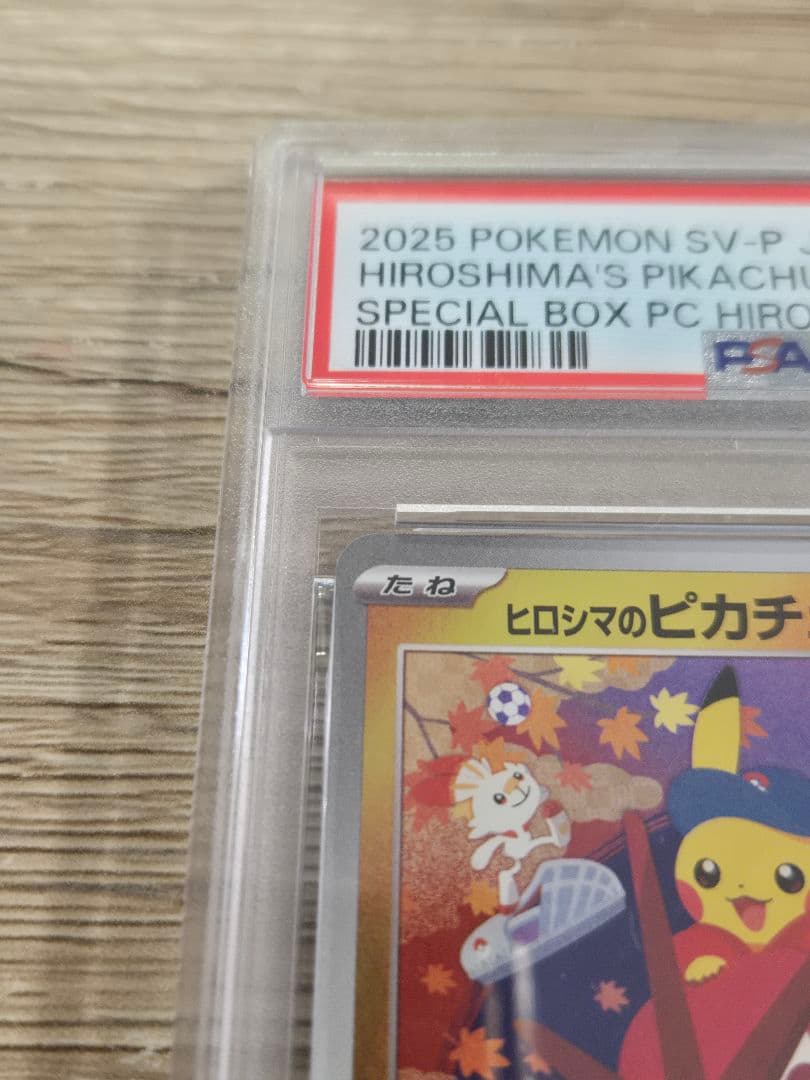 2025 POKEMON SV-P J
HIROSHIMA'S PIKACHU
SPECIAL BOX PC HIRO
PSA
たね
ヒロシマのピカチ